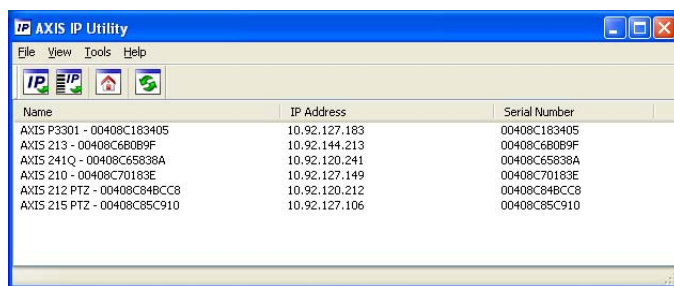 IP AXIS IP Utility
File View Tools Help
IP IP
Name IP Address Serial Number
AXIS P3301 - 00408C183405 10.92.127.183 00408C183405
AXIS 213 - 00408C6B0B9F 10.92.144.213 00408C6B0B9F
AXIS 241Q - 00408C65838A 10.92.120.241 00408C65838A
AXIS 210 - 00408C70183E 10.92.127.149 00408C70183E
AXIS 212 PTZ - 00408C84BCC8 10.92.120.212 00408C84BCC8
AXIS 215 PTZ - 00408C85C910 10.92.127.106 00408C85C910